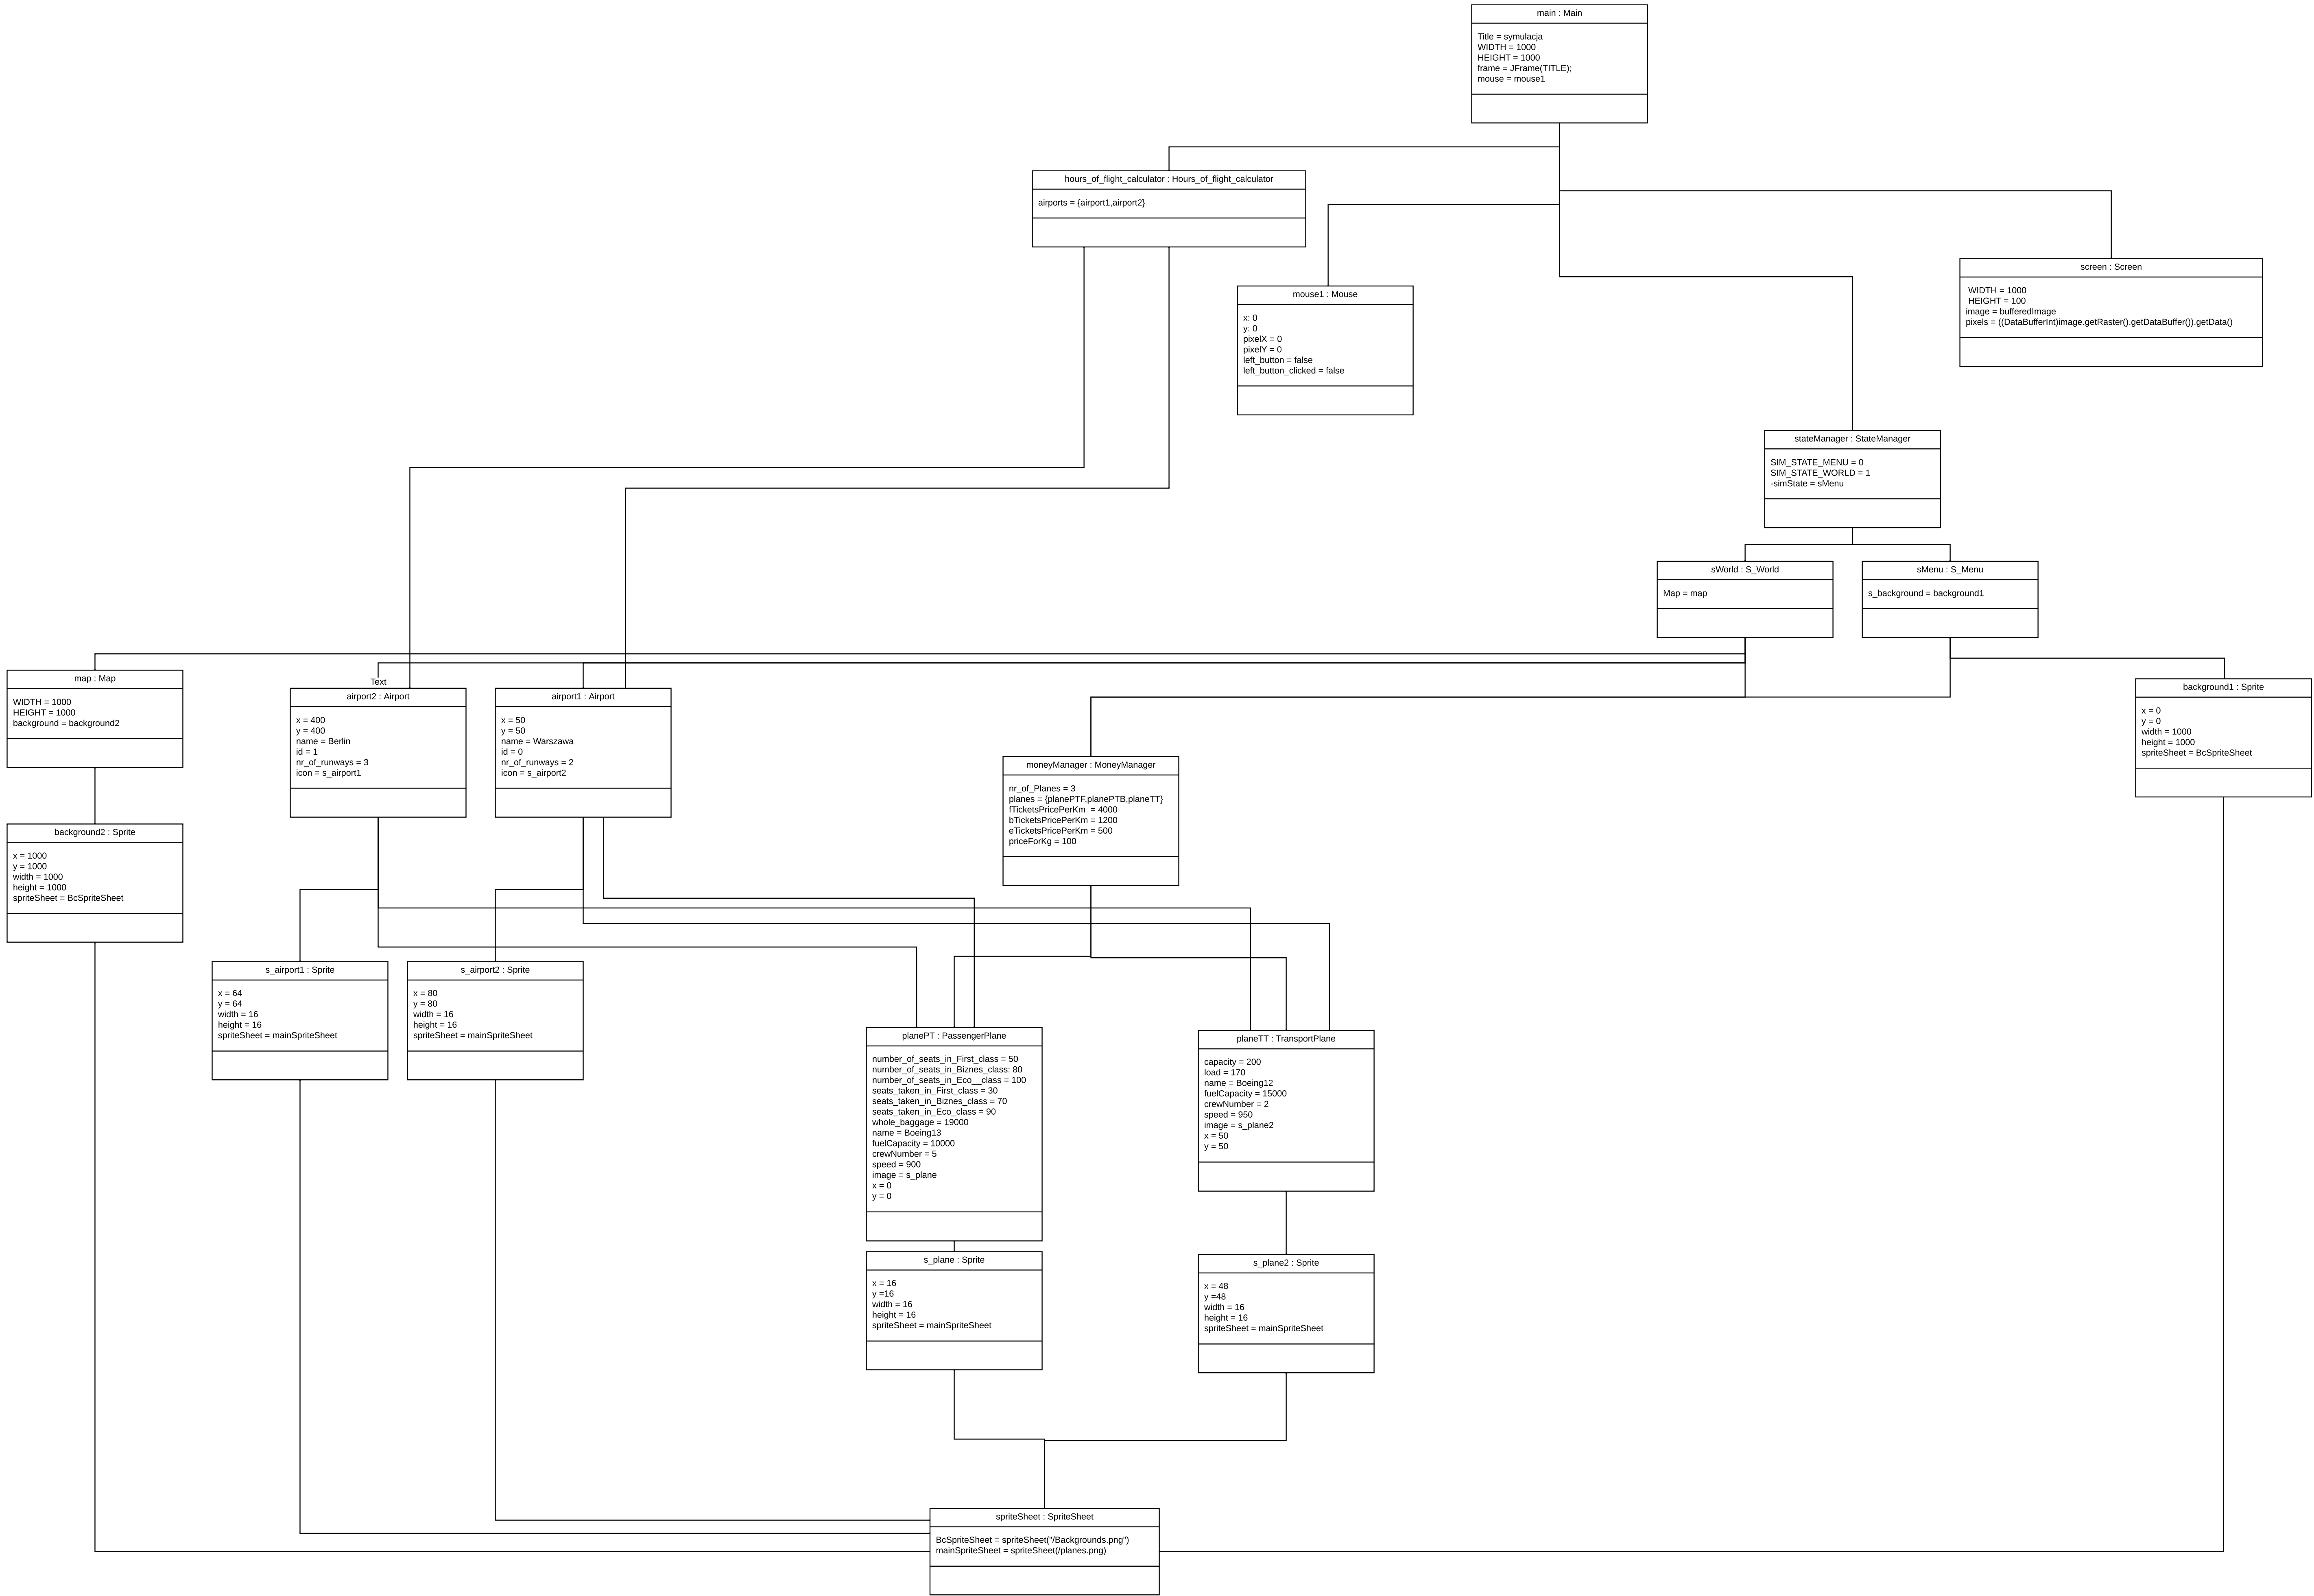 main : Main
Title = symulacja
WIDTH = 1000
HEIGHT = 1000
frame = JFrame(TITLE);
mouse = mouse1
hours_of_flight_calculator : Hours_of_flight_calculator
airports = {airport1,airport2}
screen : Screen
WIDTH = 1000
HEIGHT = 100
image = bufferedImage
pixels = ((DataBufferInt)image.getRaster().getDataBuffer()).getData()
mouse1 : Mouse
x: 0
y: 0
pixelX = 0
pixelY = 0
left_button = false
left_button_clicked = false
stateManager : StateManager
SIM_STATE_MENU = 0
SIM_STATE_WORLD = 1
-simState = sMenu
sWorld : S_World
Map = map
sMenu : S_Menu
s_background = background1
map : Map
WIDTH = 1000
HEIGHT = 1000
background = background2
Text
airport2 : Airport
x = 400
y = 400
name = Berlin
id = 1
nr_of_runways = 3
icon = s_airport1
airport1 : Airport
x = 50
y = 50
name = Warszawa
id = 0
nr_of_runways = 2
icon = s_airport2
background1 : Sprite
x = 0
y = 0
width = 1000
height = 1000
spriteSheet = BcSpriteSheet
moneyManager : MoneyManager
nr_of_Planes = 3
planes = {planePTF,planePTB,planeTT}
fTicketsPricePerKm  = 4000
bTicketsPricePerKm = 1200
eTicketsPricePerKm = 500
priceForKg = 100
background2 : Sprite
x = 1000
y = 1000
width = 1000
height = 1000
spriteSheet = BcSpriteSheet
s_airport1 : Sprite
x = 64
y = 64
width = 16
height = 16
spriteSheet = mainSpriteSheet
s_airport2 : Sprite
x = 80
y = 80
width = 16
height = 16
spriteSheet = mainSpriteSheet
planePT : PassengerPlane
number_of_seats_in_First_class = 50
number_of_seats_in_Biznes_class: 80
number_of_seats_in_Eco__class = 100
seats_taken_in_First_class = 30
seats_taken_in_Biznes_class = 70
seats_taken_in_Eco_class = 90
whole_baggage = 19000
name = Boeing13
fuelCapacity = 10000
crewNumber = 5
speed = 900
image = s_plane
x = 0
y = 0
planeTT : TransportPlane
capacity = 200
load = 170
name = Boeing12
fuelCapacity = 15000
crewNumber = 2
speed = 950
image = s_plane2
x = 50
y = 50
s_plane : Sprite
x = 16
y =16
width = 16
height = 16
spriteSheet = mainSpriteSheet
s_plane2 : Sprite
x = 48
y =48
width = 16
height = 16
spriteSheet = mainSpriteSheet
spriteSheet : SpriteSheet
BcSpriteSheet = spriteSheet("/Backgrounds.png")
mainSpriteSheet = spriteSheet(/planes.png)